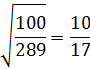 √(100/289) = 10/17